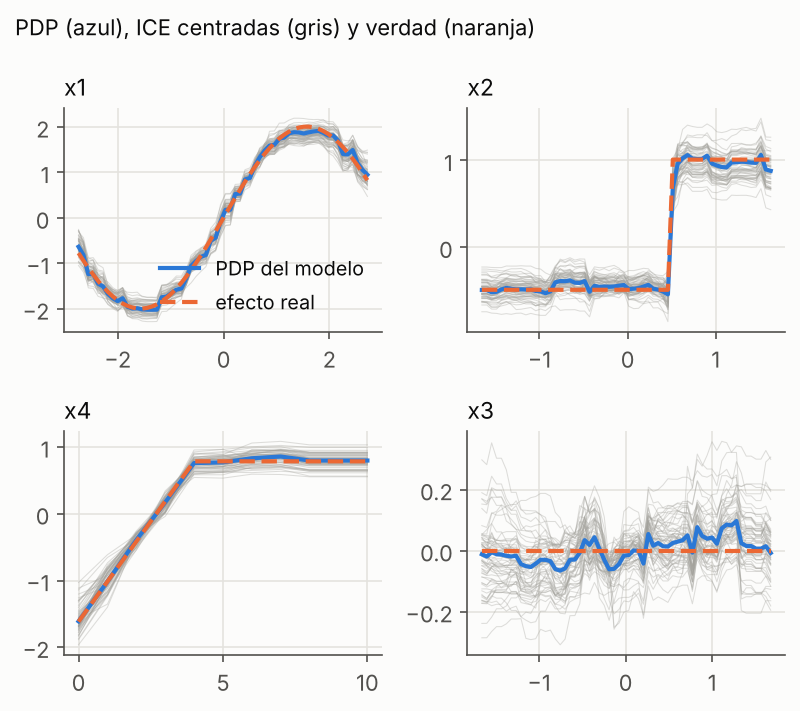 PDP (azul), ICE centradas (gris) y verdad (naranja)
x1
2
1
0
−1
−2
−2 0 2
PDP del modelo
efecto real
x2
1
0
−1 0 1
x4
1
0
−1
−2
0 5 10
x3
0.2
0.0
−0.2
−1 0 1